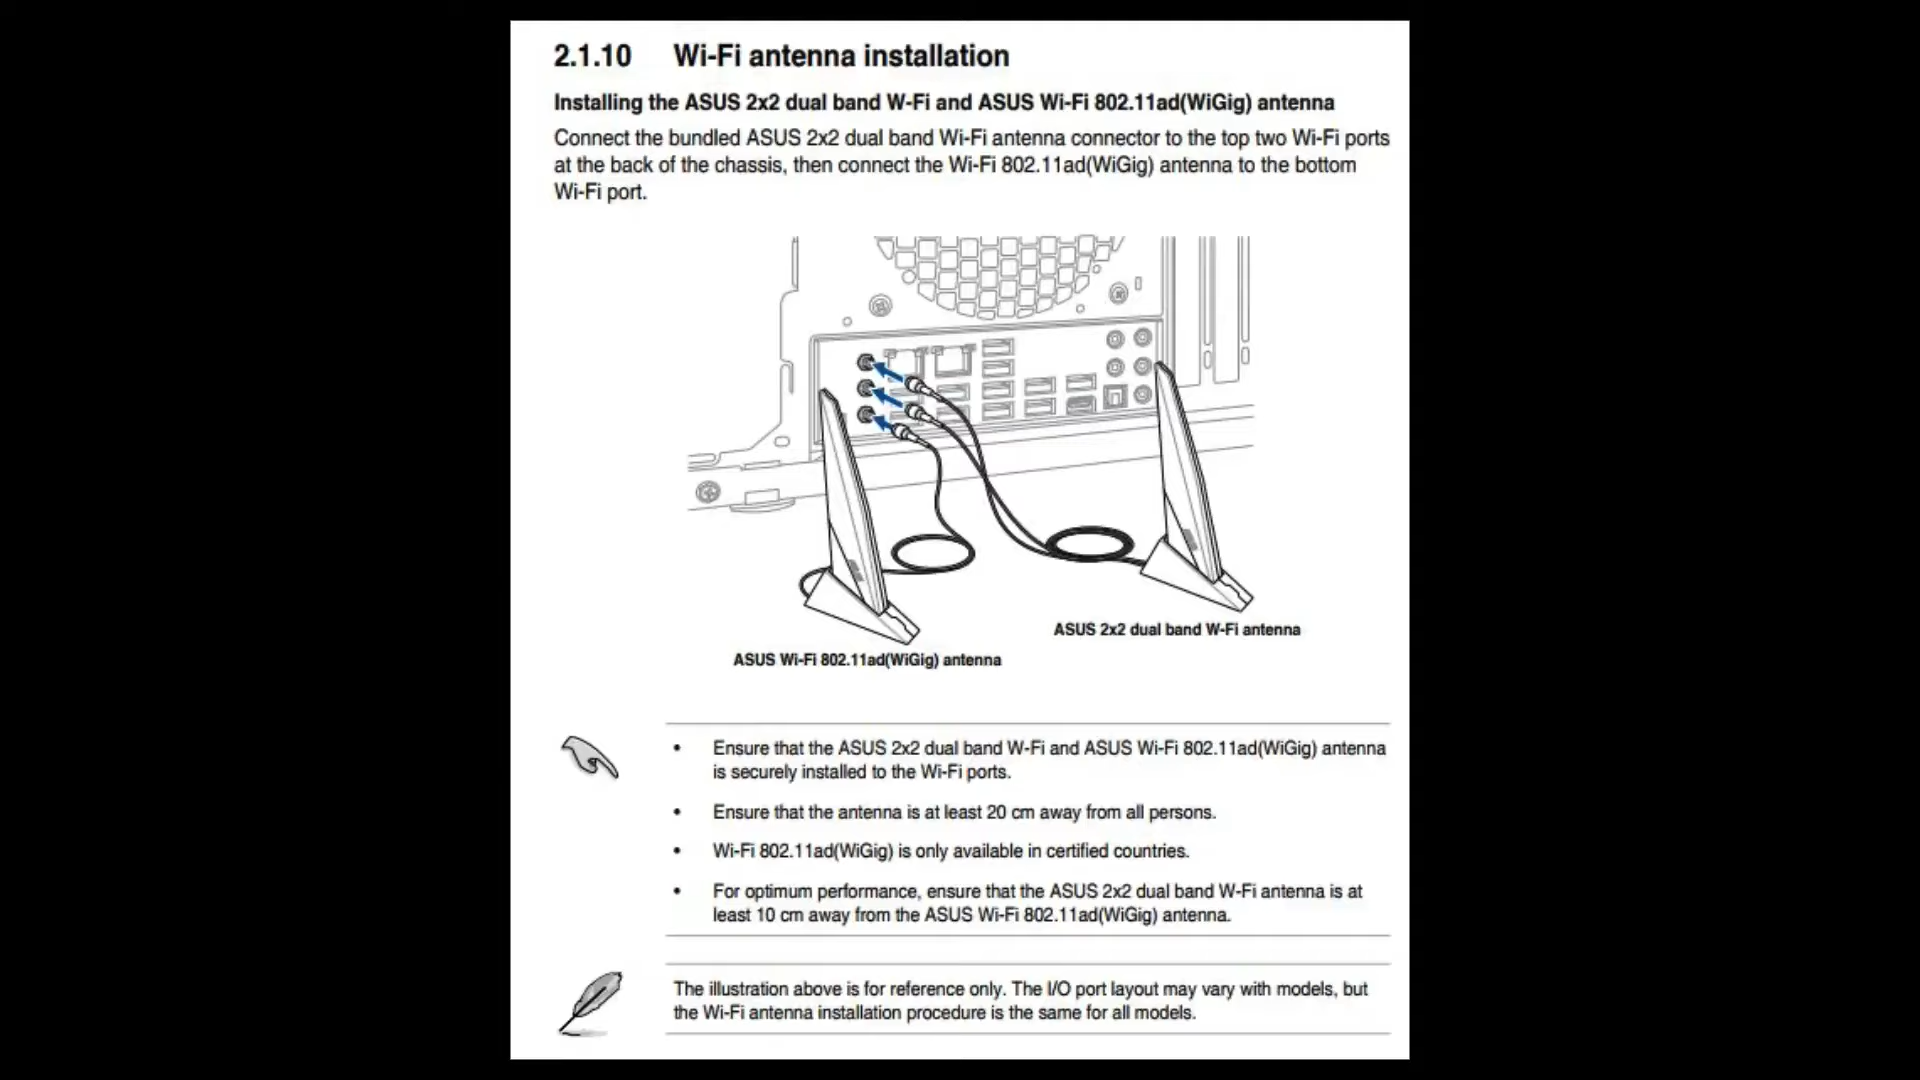 2.1.10 Wi-Fi antenna installation
Installing the ASUS 2x2 dual band W-Fi and ASUS Wi-Fi 802.11ad(WiGig) antenna
Connect the bundled ASUS 2x2 dual band Wi-Fi antenna connector to the top two Wi-Fi ports
at the back of the chassis, then connect the Wi-Fi 802.11ad(WiGig) antenna to the bottom
Wi-Fi port.
ASUS 2x2 dual band W-Fi antenna
ASUS Wi-Fi 802.11ad(WiGig) antenna
• Ensure that the ASUS 2x2 dual band W-Fi and ASUS Wi-Fi 802.11ad(WiGig) antenna
is securely installed to the Wi-Fi ports.
• Ensure that the antenna is at least 20 cm away from all persons.
• Wi-Fi 802.11ad(WiGig) is only available in certified countries.
• For optimum performance, ensure that the ASUS 2x2 dual band W-Fi antenna is at
least 10 cm away from the ASUS Wi-Fi 802.11ad(WiGig) antenna.
The illustration above is for reference only. The I/O port layout may vary with models, but
the Wi-Fi antenna installation procedure is the same for all models.